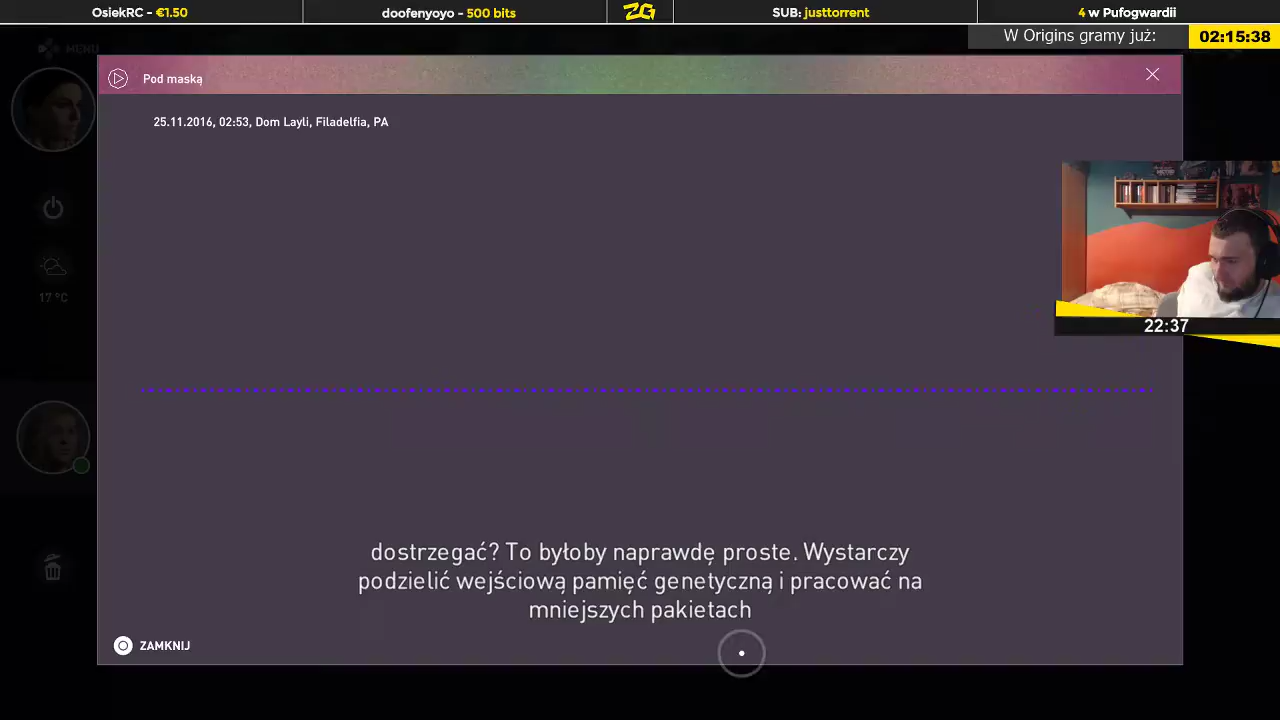 OsiekRC - €1.50
doofenyoyo - 500 bits
ZG
SUB: justtorrent
4 w Pufogwardii
W Origins gramy już:
02:15:38
MENU
Pod maską
25.11.2016, 02:53, Dom Layli, Filadelfia, PA
17 °C
22:37
dostrzegać? To byłoby naprawdę proste. Wystarczy
podzielić wejściową pamięć genetyczną i pracować na
mniejszych pakietach
ZAMKNIJ